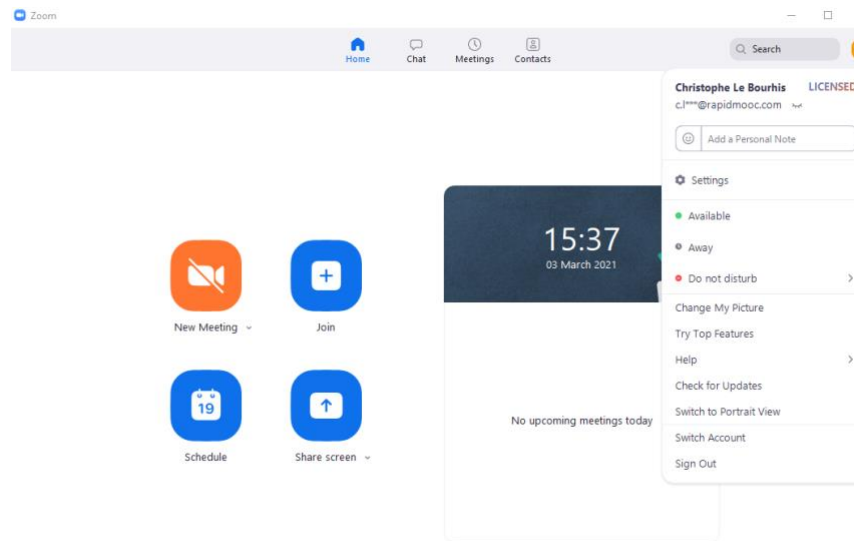 Zoom
Home
Chat
Meetings
Contacts
Search
Christophe Le Bourhis LICENSED
c.l***@rapidmooc.com
Add a Personal Note
Settings
Available
Away
Do not disturb
Change My Picture
Try Top Features
Help
Check for Updates
Switch to Portrait View
Switch Account
Sign Out
15:37
03 March 2021
No upcoming meetings today
New Meeting
Join
19
Schedule
Share screen